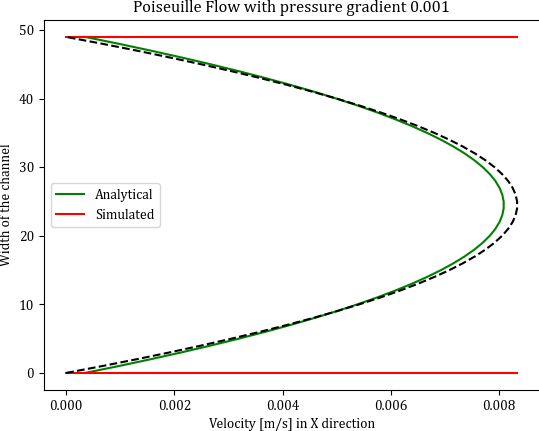 Poiseuille Flow with pressure gradient 0.001
50
40
30
20
10
0
Width of the channel
Analytical
Simulated
0.000 0.002 0.004 0.006 0.008
Velocity [m/s] in X direction